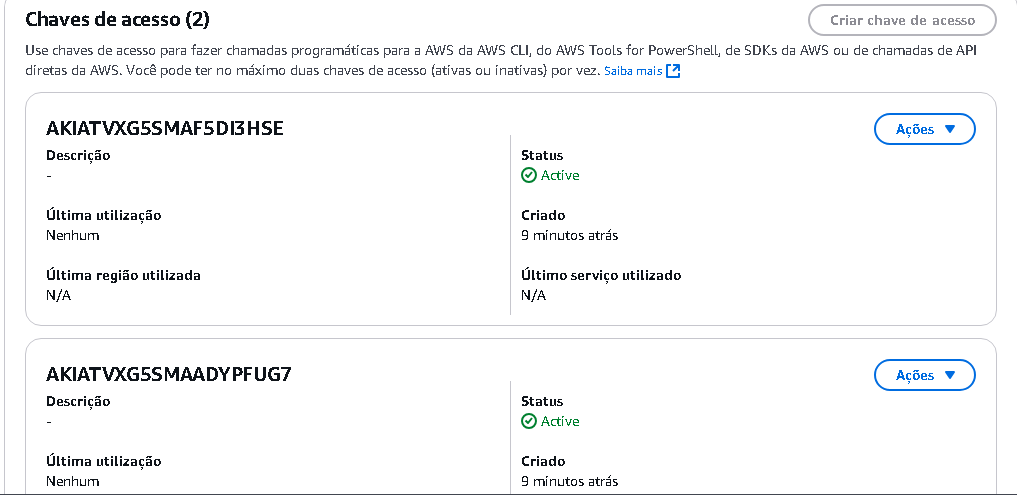 Chaves de acesso (2)
Criar chave de acesso
Use chaves de acesso para fazer chamadas programáticas para a AWS da AWS CLI, do AWS Tools for PowerShell, de SDKs da AWS ou de chamadas de API
diretas da AWS. Você pode ter no máximo duas chaves de acesso (ativas ou inativas) por vez. Saiba mais
AKIATVXG5SMAF5DI3HSE
Ações
Descrição
-
Status
Active
Última utilização
Nenhum
Criado
9 minutos atrás
Última região utilizada
N/A
Último serviço utilizado
N/A
AKIATVXG5SMAADYPFUG7
Ações
Descrição
-
Status
Active
Última utilização
Nenhum
Criado
9 minutos atrás